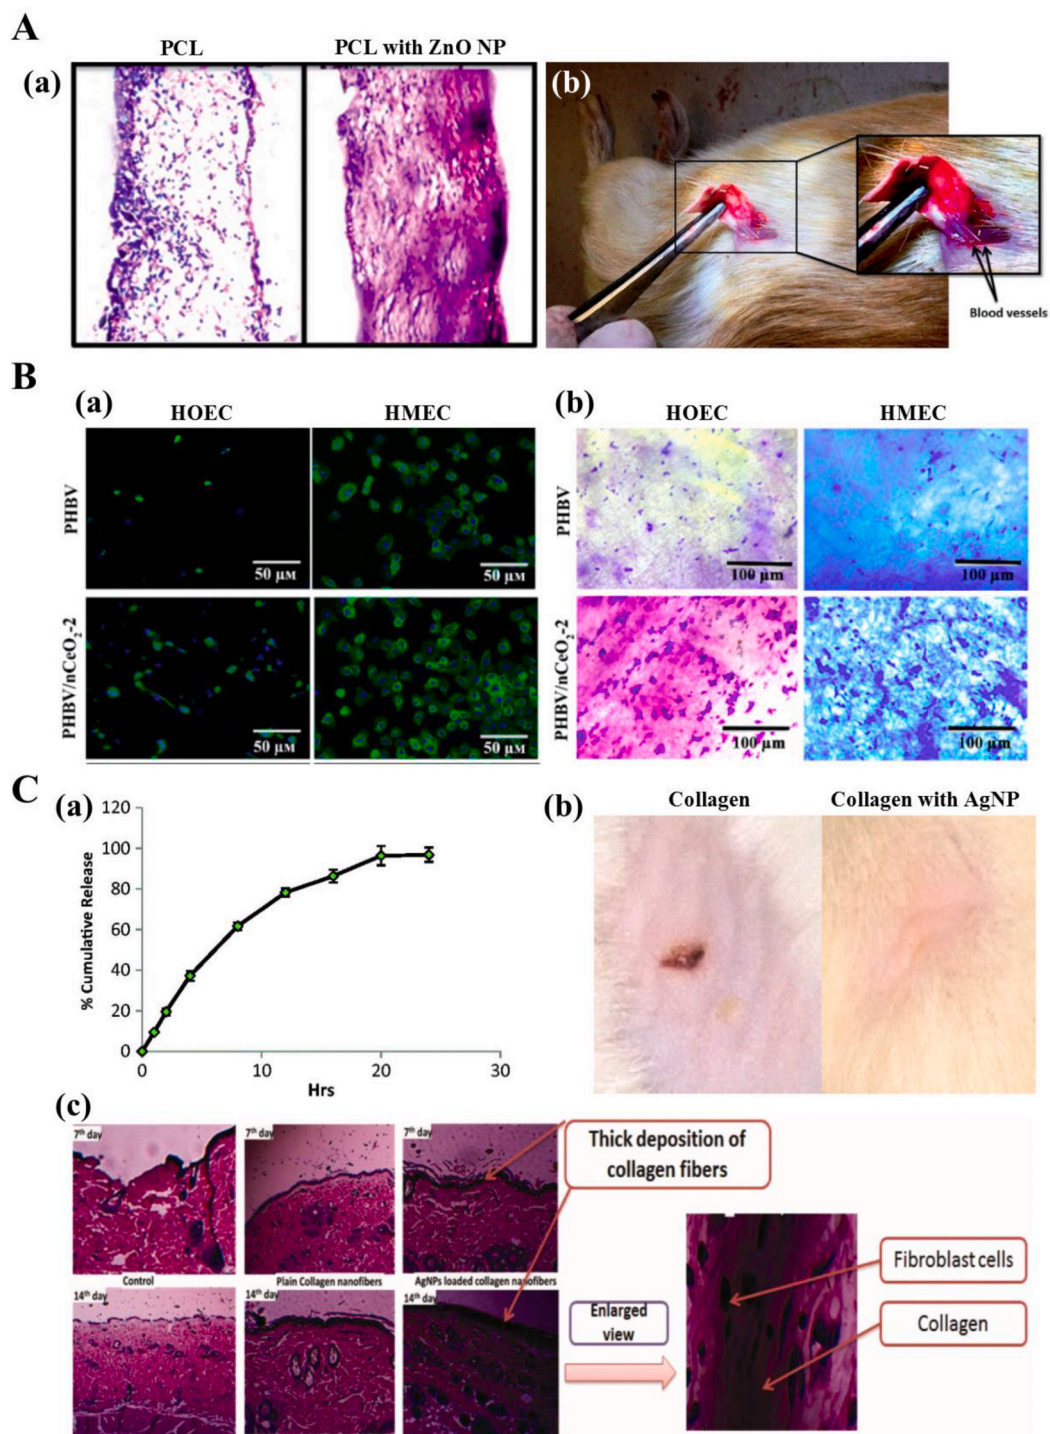 A
PCL
PCL with ZnO NP
(a)
(b)
Blood vessels
B
(a)
(b)
HOEC
HMEC
HOEC
HMEC
PHBV
50 µM
50 µM
100 µm
100 µm
PHBV/nCeO2-2
50 µM
50 µM
100 µm
100 µm
C
(a)
(b)
Collagen
Collagen with AgNP
120
100
80
60
40
20
0
% Cumulative Release
0
10
20
30
Hrs
(c)
7th day
7th day
7th day
Thick deposition of
collagen fibers
Control
Plain Collagen nanofibers
AgNPs loaded collagen nanofibers
14th day
14th day
14th day
Enlarged
view
Fibroblast cells
Collagen